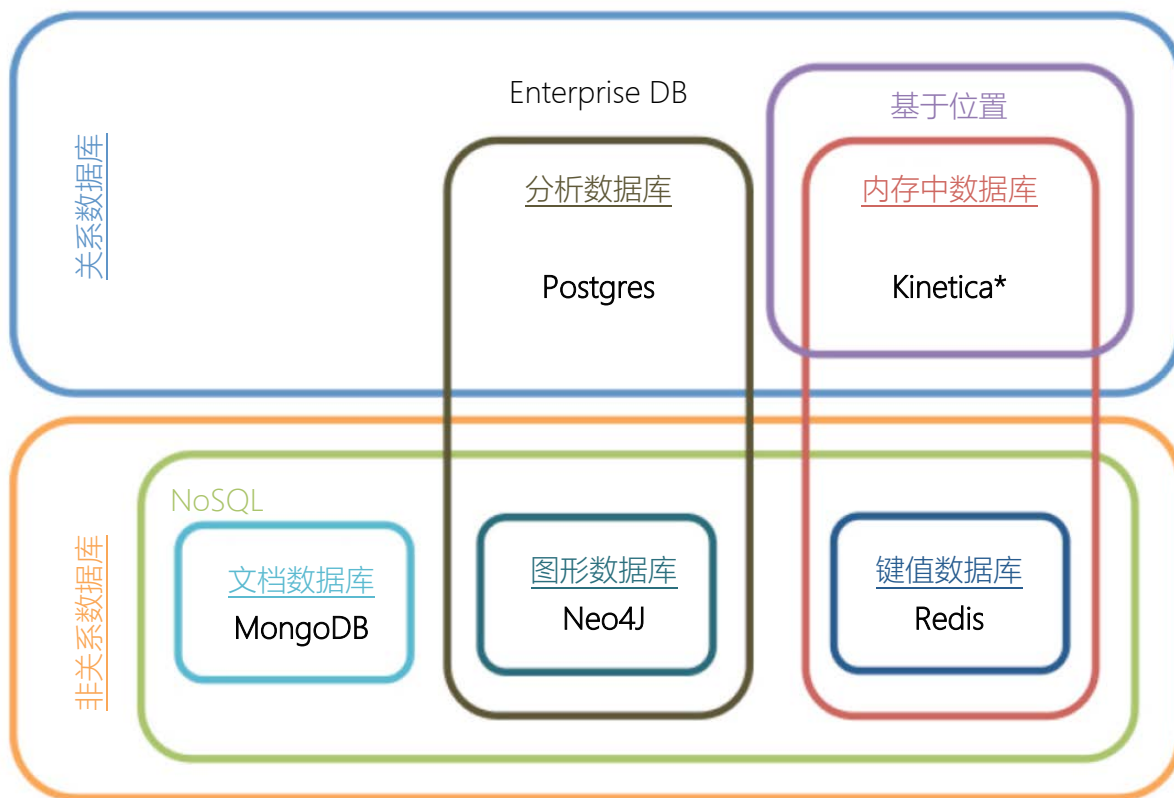 关系数据库
Enterprise DB
基于位置
分析数据库
内存中数据库
Postgres
Kinetica*
非关系数据库
NoSQL
文档数据库
MongoDB
图形数据库
Neo4J
键值数据库
Redis